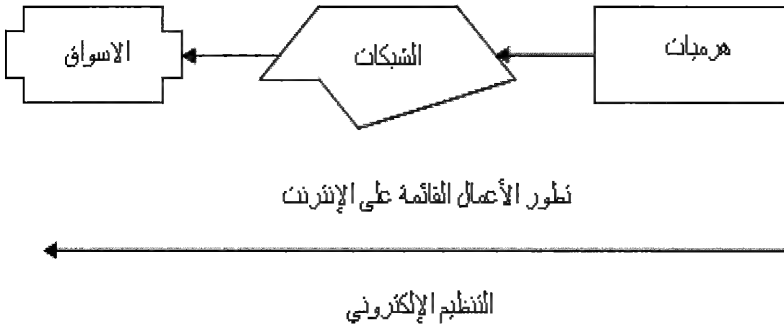 هرميات
الشبكات
الاسواق
تطور الأعمال القائمة على الإنترنت
التنظيم الإلكتروني